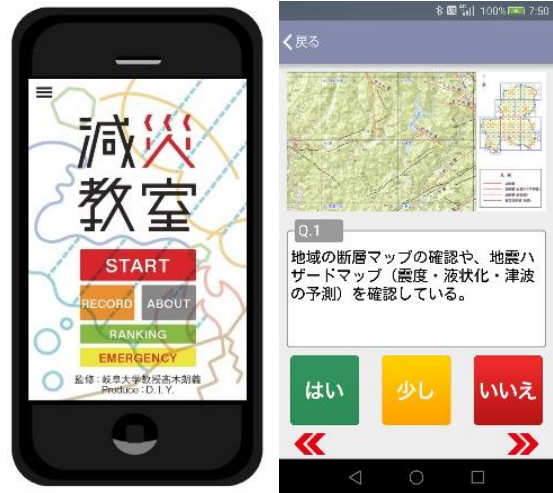 減災
教室
START
RECORD
ABOUT
RANKING
EMERGENCY
監修:岐阜大学教授高木朗義
Produce:D.I.Y.
100% 7:50
戻る
凡例
Q.1
地域の断層マップの確認や、地震ハ
ザードマップ（震度・液状化・津波
の予測）を確認している。
はい
少し
いいえ